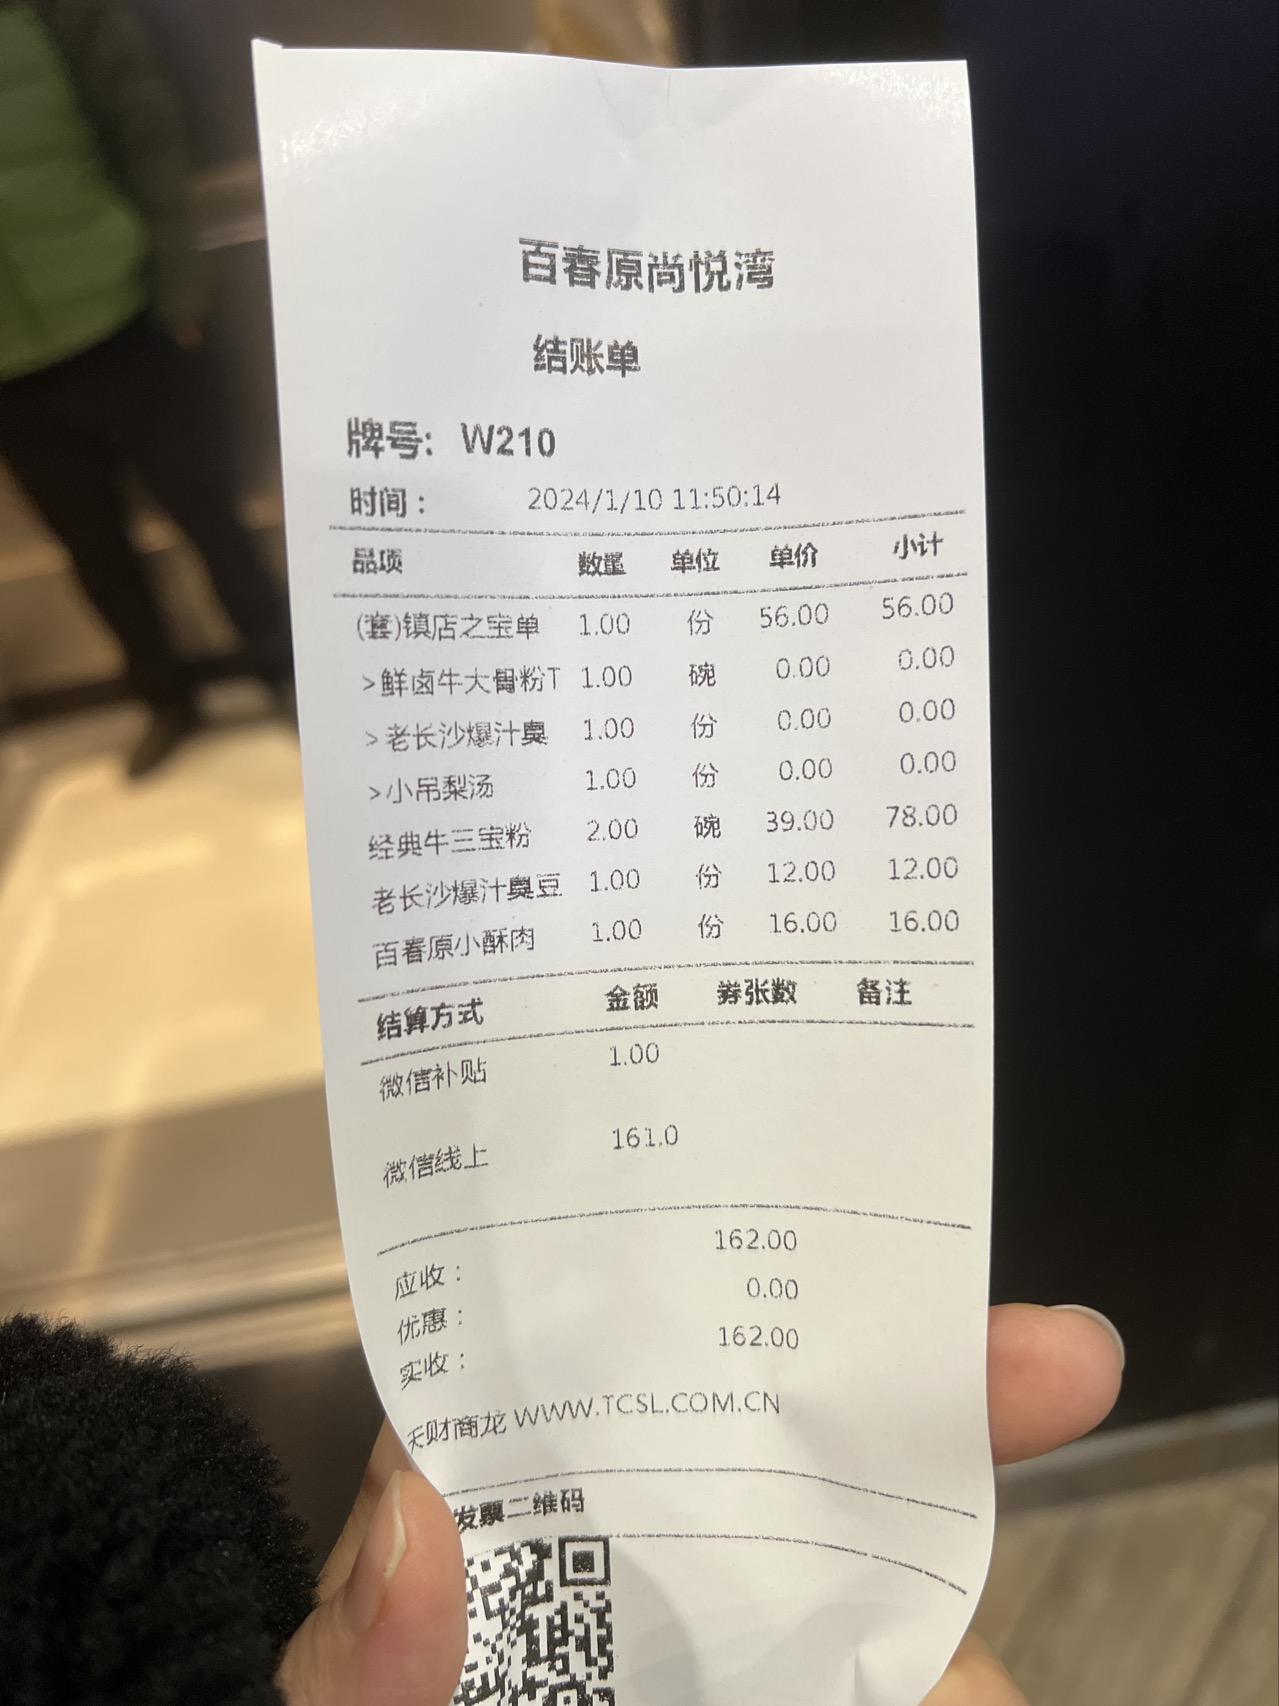 百春原尚悦湾
结账单
牌号: W210
时间： 2024/1/10 11:50:14
品项 数量 单位 单价 小计
(套)镇店之宝单 1.00 份 56.00 56.00
>鲜卤牛大骨粉T 1.00 碗 0.00 0.00
>老长沙爆汁臭 1.00 份 0.00 0.00
>小吊梨汤 1.00 份 0.00 0.00
经典牛三宝粉 2.00 碗 39.00 78.00
老长沙爆汁臭豆 1.00 份 12.00 12.00
百春原小酥肉 1.00 份 16.00 16.00
结算方式 金额 券张数 备注
微信补贴 1.00
微信线上 161.0
应收： 162.00
优惠： 0.00
实收： 162.00
天财商龙 WWW.TCSL.COM.CN
发票二维码